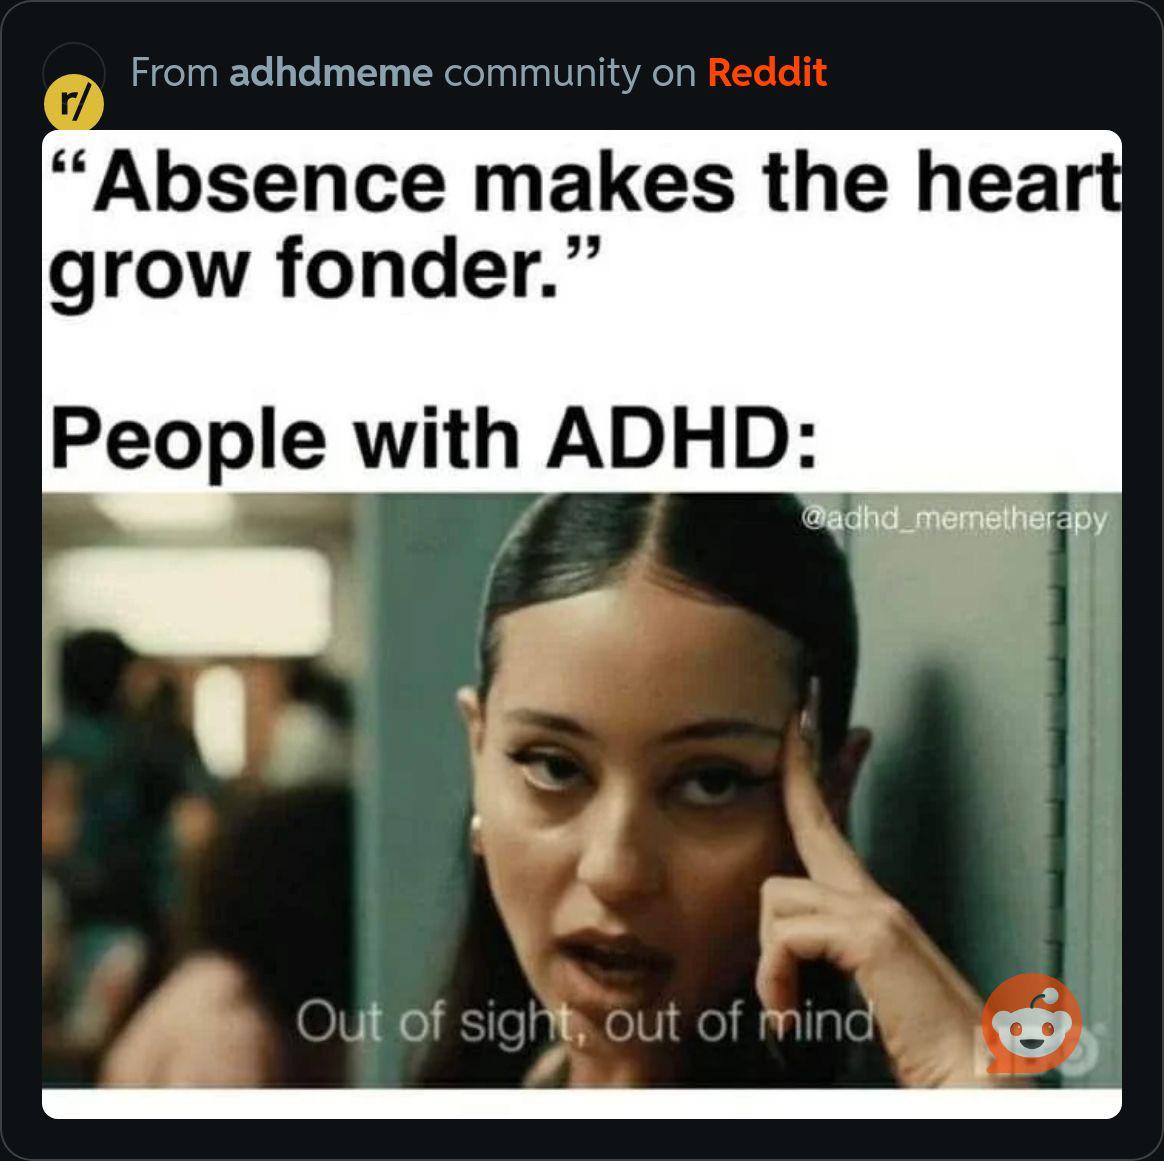 From adhdmeme community on Reddit
r/
“Absence makes the heart
grow fonder.”
People with ADHD:
@adhd_memetherapy
Out of sight, out of mind